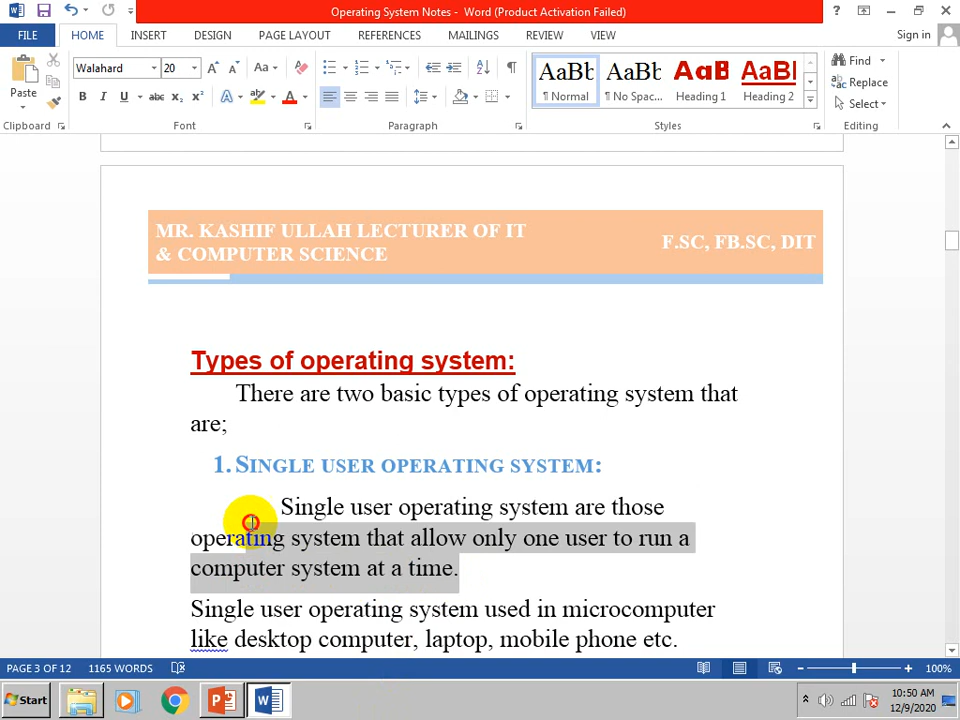 Operating System Notes - Word (Product Activation Failed)
FILE HOME INSERT DESIGN PAGE LAYOUT REFERENCES MAILINGS REVIEW VIEW Sign in
Paste
Walahard 20
Find
Replace
Select
AaBb AaBb AaB AaBl
¶ Normal ¶ No Spac... Heading 1 Heading 2
Clipboard Font Paragraph Styles Editing
MR. KASHIF ULLAH LECTURER OF IT
& COMPUTER SCIENCE
F.SC, FB.SC, DIT
Types of operating system:
There are two basic types of operating system that
are;
1. SINGLE USER OPERATING SYSTEM:
Single user operating system are those
operating system that allow only one user to run a
computer system at a time.
Single user operating system used in microcomputer
like desktop computer, laptop, mobile phone etc.
PAGE 3 OF 12 1165 WORDS 100%
Start
10:50 AM
12/9/2020